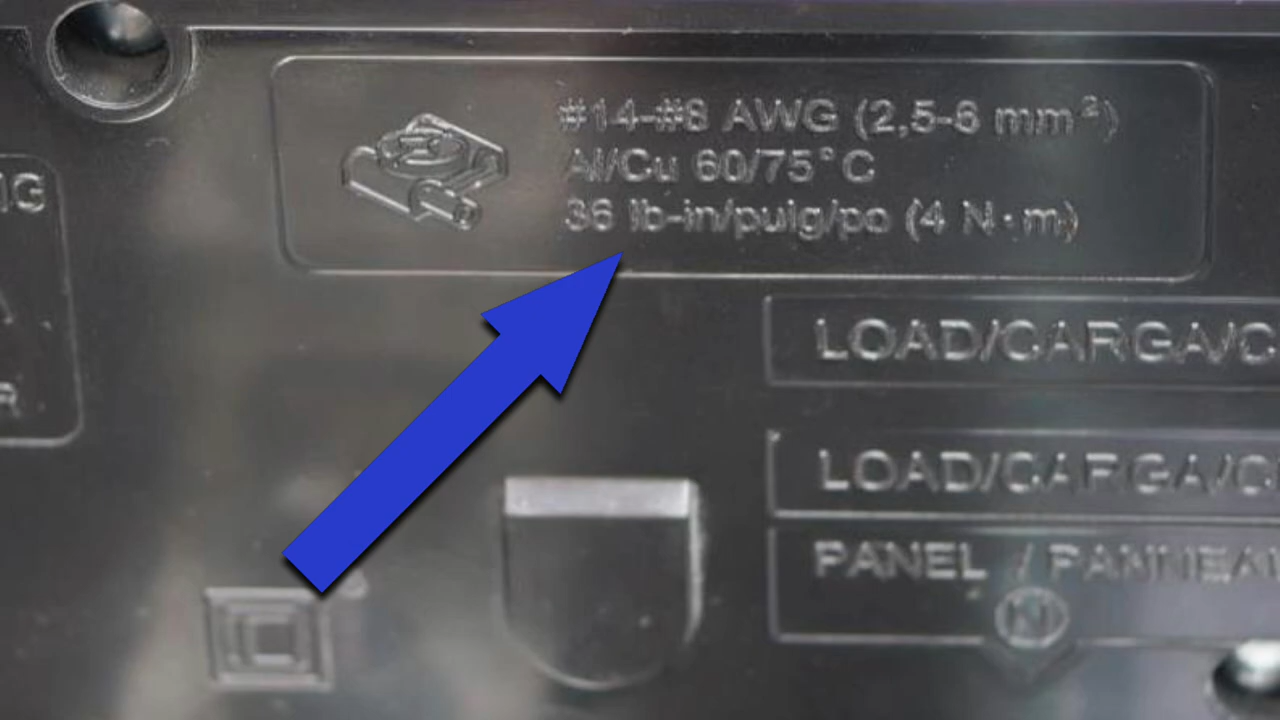 #14-#8 AWG (2,5-6 mm²)
Al/Cu 60/75°C
36 lb-in/pulg/po (4 N·m)
LOAD/CARGA/C
LOAD/CARGA/C
PANEL / PANNEAU
N